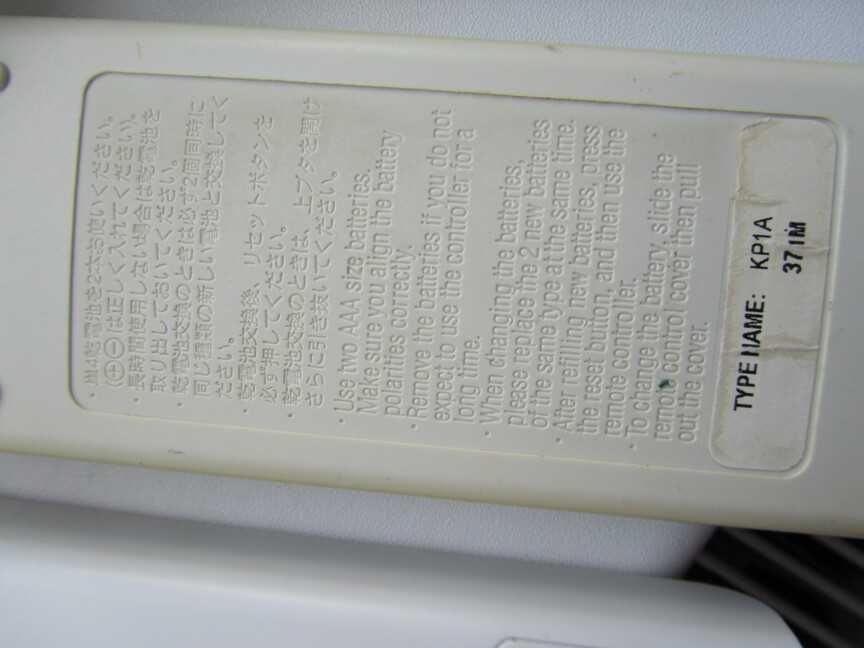 ・単4乾電池を2本お使いください。
(⊕⊖)は正しく入れてください。
・長時間使用しない場合は乾電池を
取り出しておいてください。
・乾電池交換のときは必ず2個同時に
同じ種類の新しい電池と交換してく
ださい。
・乾電池交換後、リセットボタンを
必ず押してください。
・乾電池交換のときは、上ブタを開け
さらに引き抜いてください。
・Use two AAA size batteries.
Make sure you align the battery
polarities correctly.
・Remove the batteries if you do not
expect to use the controller for a
long time.
・When changing the batteries,
please replace the 2 new batteries
of the same type at the same time.
・After refilling new batteries, press
the reset button, and then use the
remote controller.
・To change the battery, slide the
remote control cover then pull
out the cover.
TYPE NAME: KP1A
37 1M